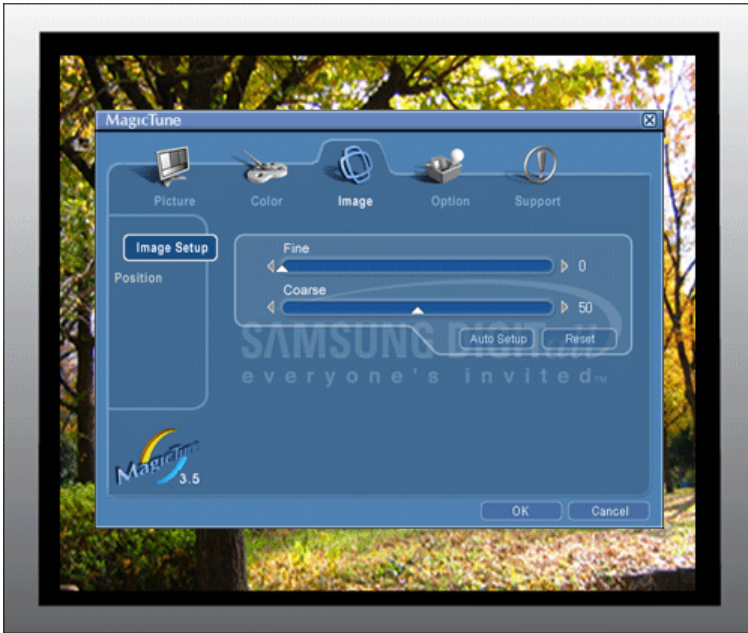 MagicTune
Picture
Color
Image
Option
Support
Image Setup
Position
Fine
0
Coarse
50
Auto Setup
Reset
SAMSUNG DIGITall
everyone's invited™
MagicTune
3.5
OK
Cancel